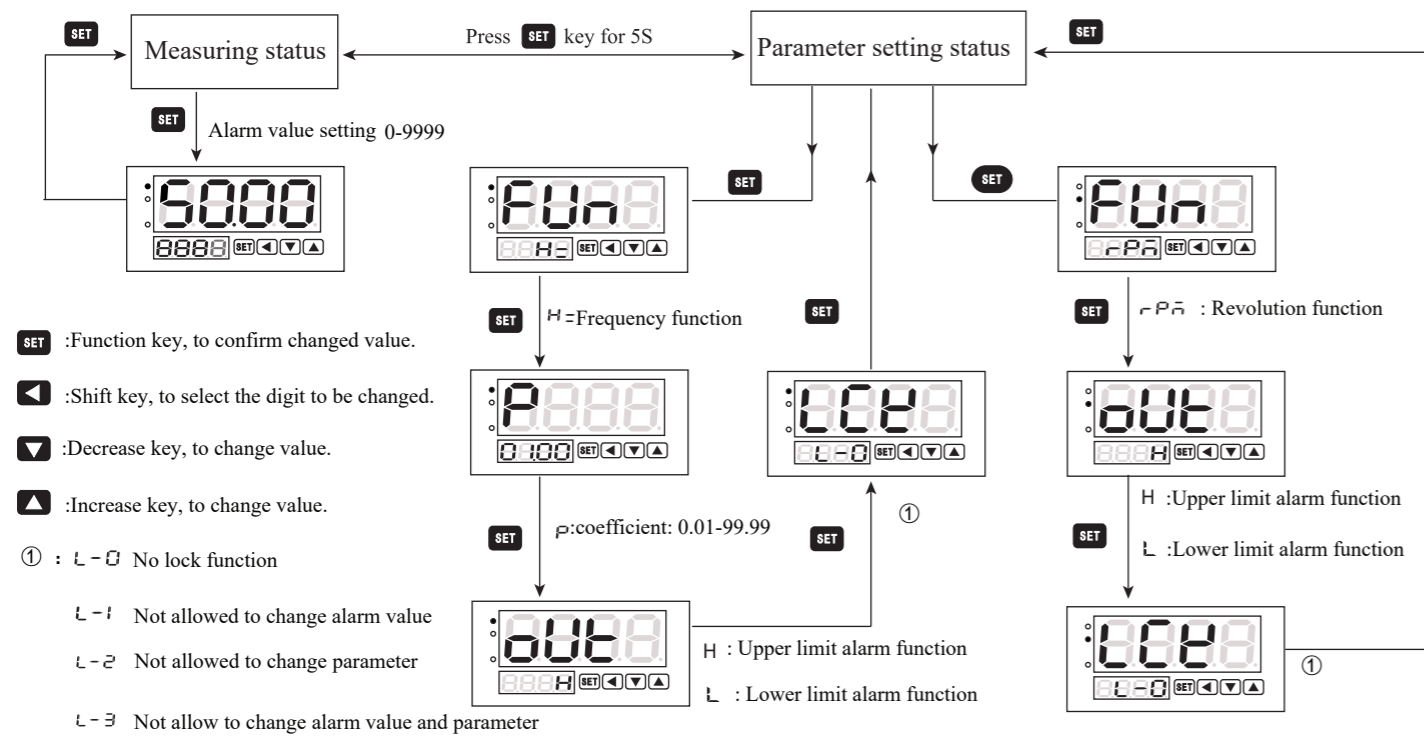 SET
Measuring status
Press SET key for 5S
Parameter setting status
SET
SET
Alarm value setting 0-9999
50.00
8888 SET
FUn
H- SET
SET
SET
FUn
rPm SET
SET
H =Frequency function
SET
SET
rPm : Revolution function
SET :Function key, to confirm changed value.
:Shift key, to select the digit to be changed.
:Decrease key, to change value.
:Increase key, to change value.
P
01.00 SET
LCK
L-0 SET
oUt
H SET
SET
P:coefficient: 0.01-99.99
SET
①
H :Upper limit alarm function
SET
L :Lower limit alarm function
① : L-0 No lock function
L-1 Not allowed to change alarm value
L-2 Not allowed to change parameter
L-3 Not allow to change alarm value and parameter
oUt
H SET
H : Upper limit alarm function
L : Lower limit alarm function
LCK
L-0 SET
①